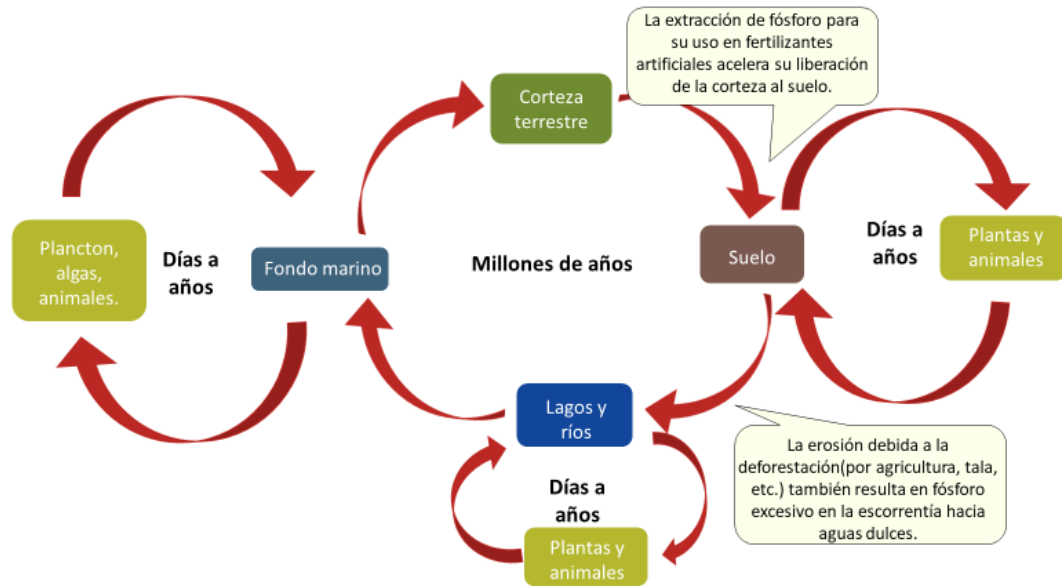 La extracción de fósforo para
su uso en fertilizantes
artificiales acelera su liberación
de la corteza al suelo.
Corteza
terrestre
Plancton,
algas,
animales.
Días a
años
Fondo marino
Millones de años
Suelo
Días a
años
Plantas y
animales
Lagos y
ríos
Días a
años
Plantas y
animales
La erosión debida a la
deforestación(por agricultura, tala,
etc.) también resulta en fósforo
excesivo en la escorrentía hacia
aguas dulces.